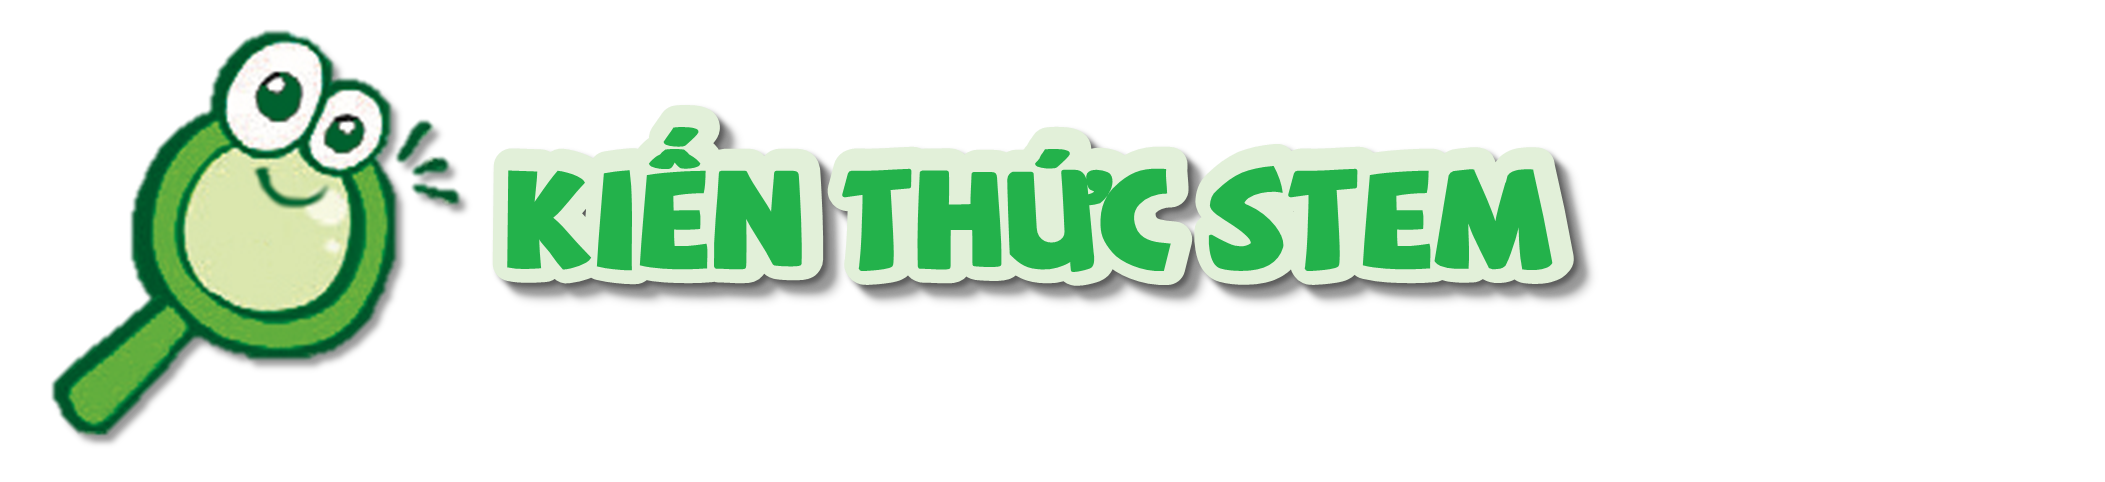 KIẾN THỨC STEM